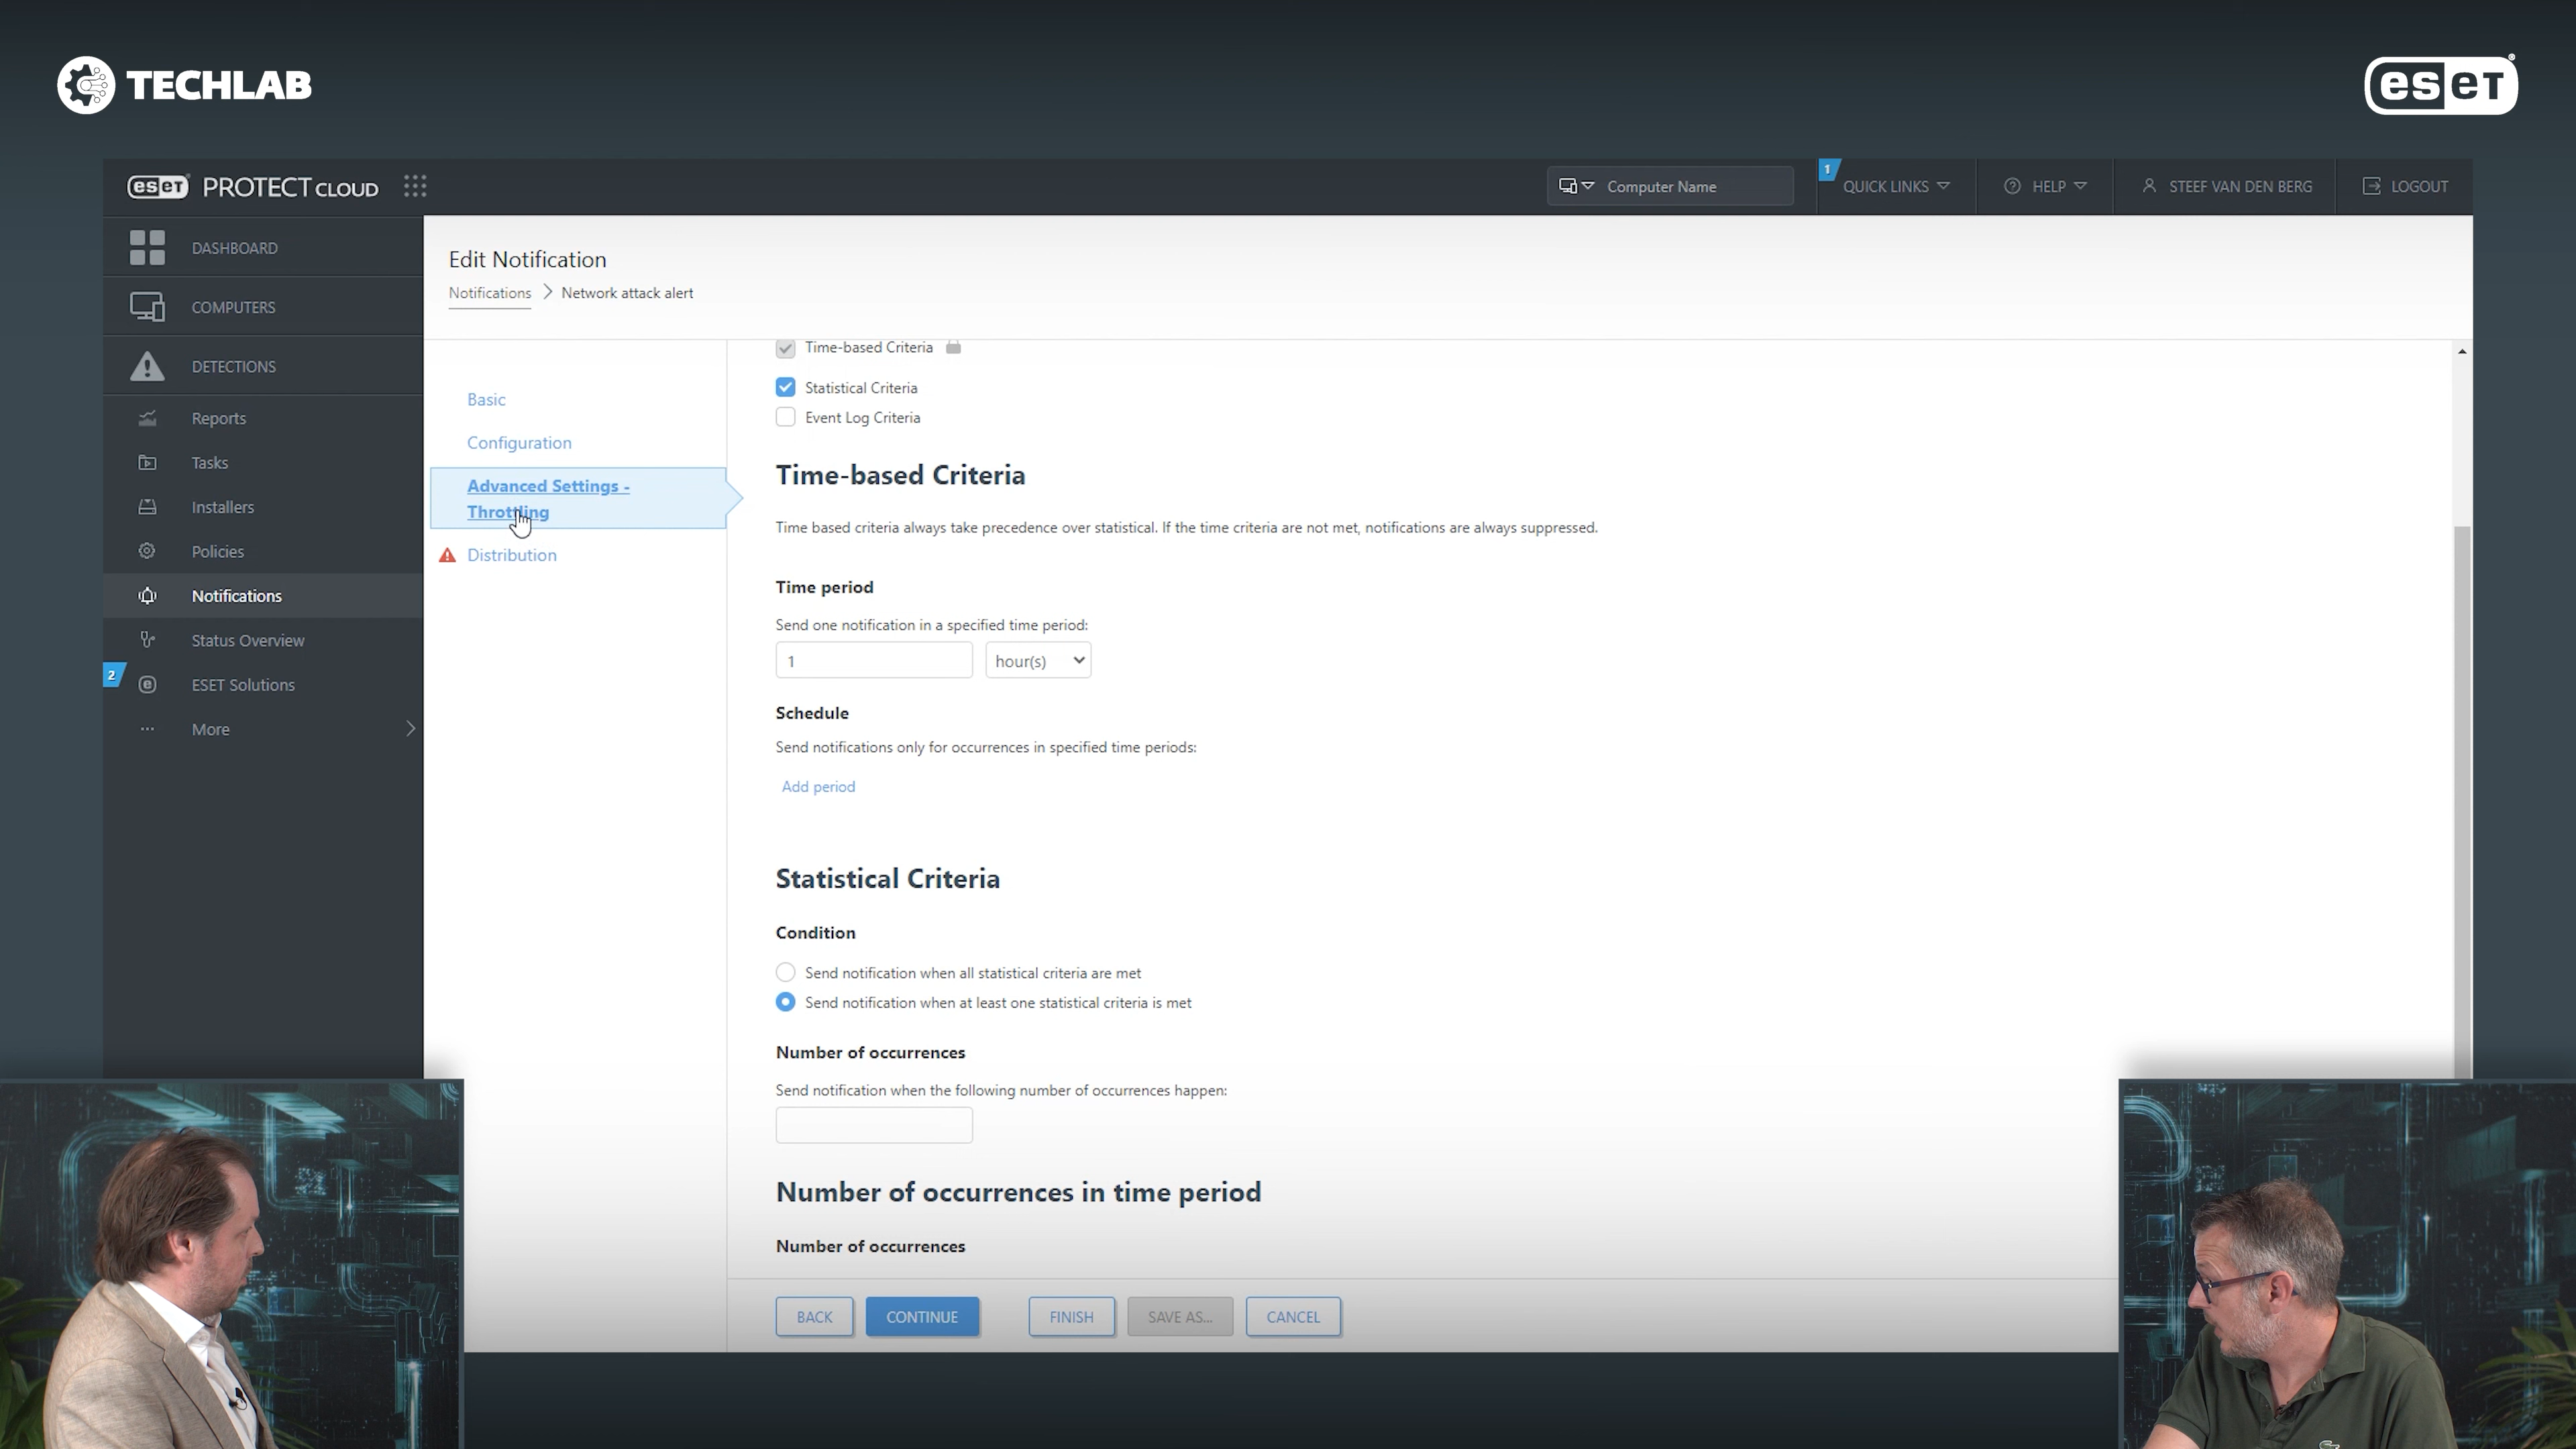 TECHLAB
eset
eset PROTECT CLOUD
Computer Name
1
QUICK LINKS
HELP
STEEF VAN DEN BERG
LOGOUT
DASHBOARD
COMPUTERS
DETECTIONS
Reports
Tasks
Installers
Policies
Notifications
Status Overview
2
ESET Solutions
More
Edit Notification
Notifications > Network attack alert
Basic
Configuration
Advanced Settings -
Throttling
Distribution
Time-based Criteria
Statistical Criteria
Event Log Criteria
Time-based Criteria
Time based criteria always take precedence over statistical. If the time criteria are not met, notifications are always suppressed.
Time period
Send one notification in a specified time period:
1
hour(s)
Schedule
Send notifications only for occurrences in specified time periods:
Add period
Statistical Criteria
Condition
Send notification when all statistical criteria are met
Send notification when at least one statistical criteria is met
Number of occurrences
Send notification when the following number of occurrences happen:
Number of occurrences in time period
Number of occurrences
BACK
CONTINUE
FINISH
SAVE AS...
CANCEL